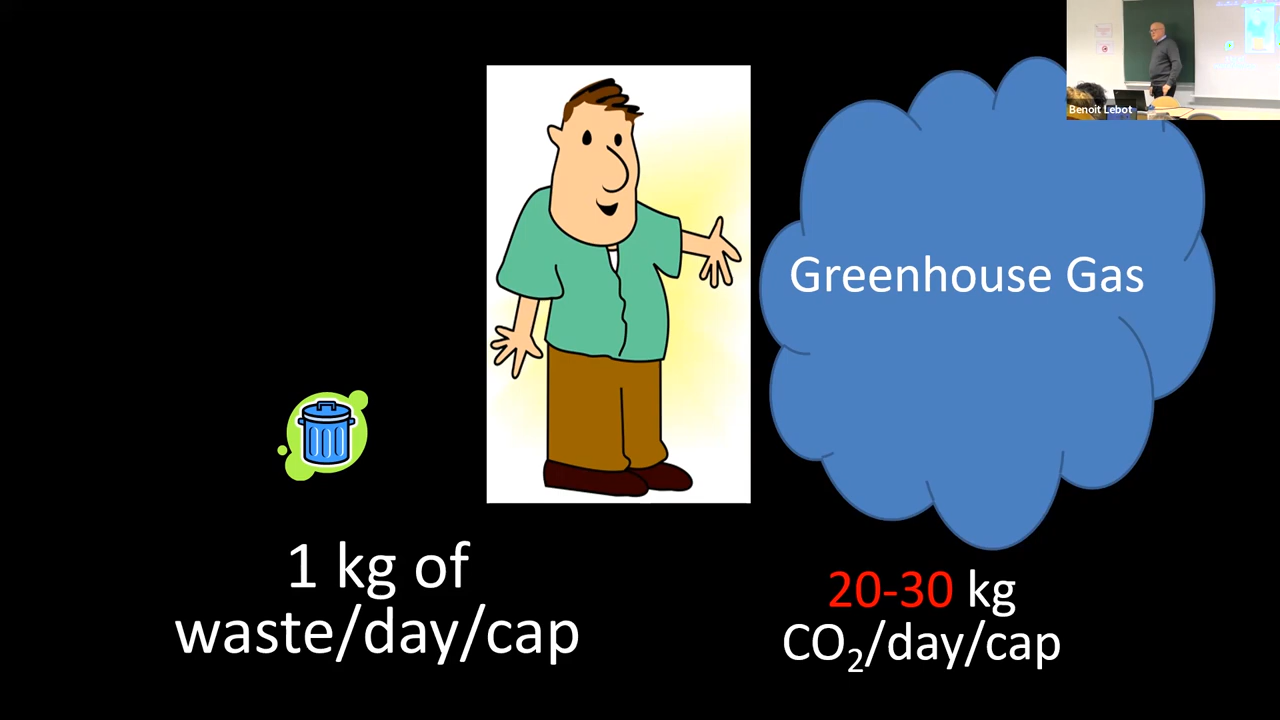 Benoit Lebot
Greenhouse Gas
1 kg of
waste/day/cap
20-30 kg
CO₂/day/cap